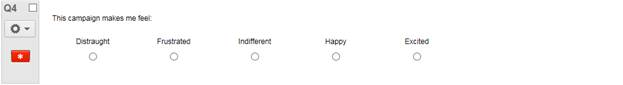 Q4
This campaign makes me feel:
Distraught Frustrated Indifferent Happy Excited
*